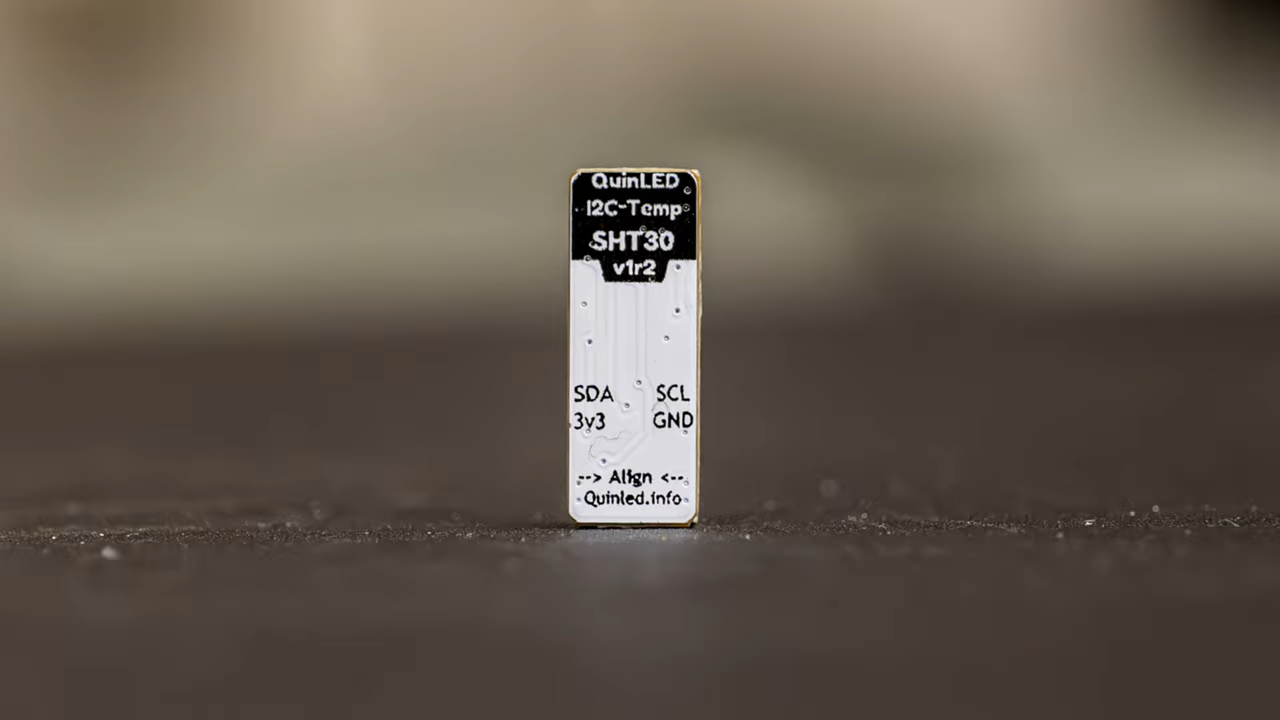 QuinLED
I2C-Temp
SHT30
v1r2
SDA SCL
3v3 GND
--> Align <--
Quinled.info